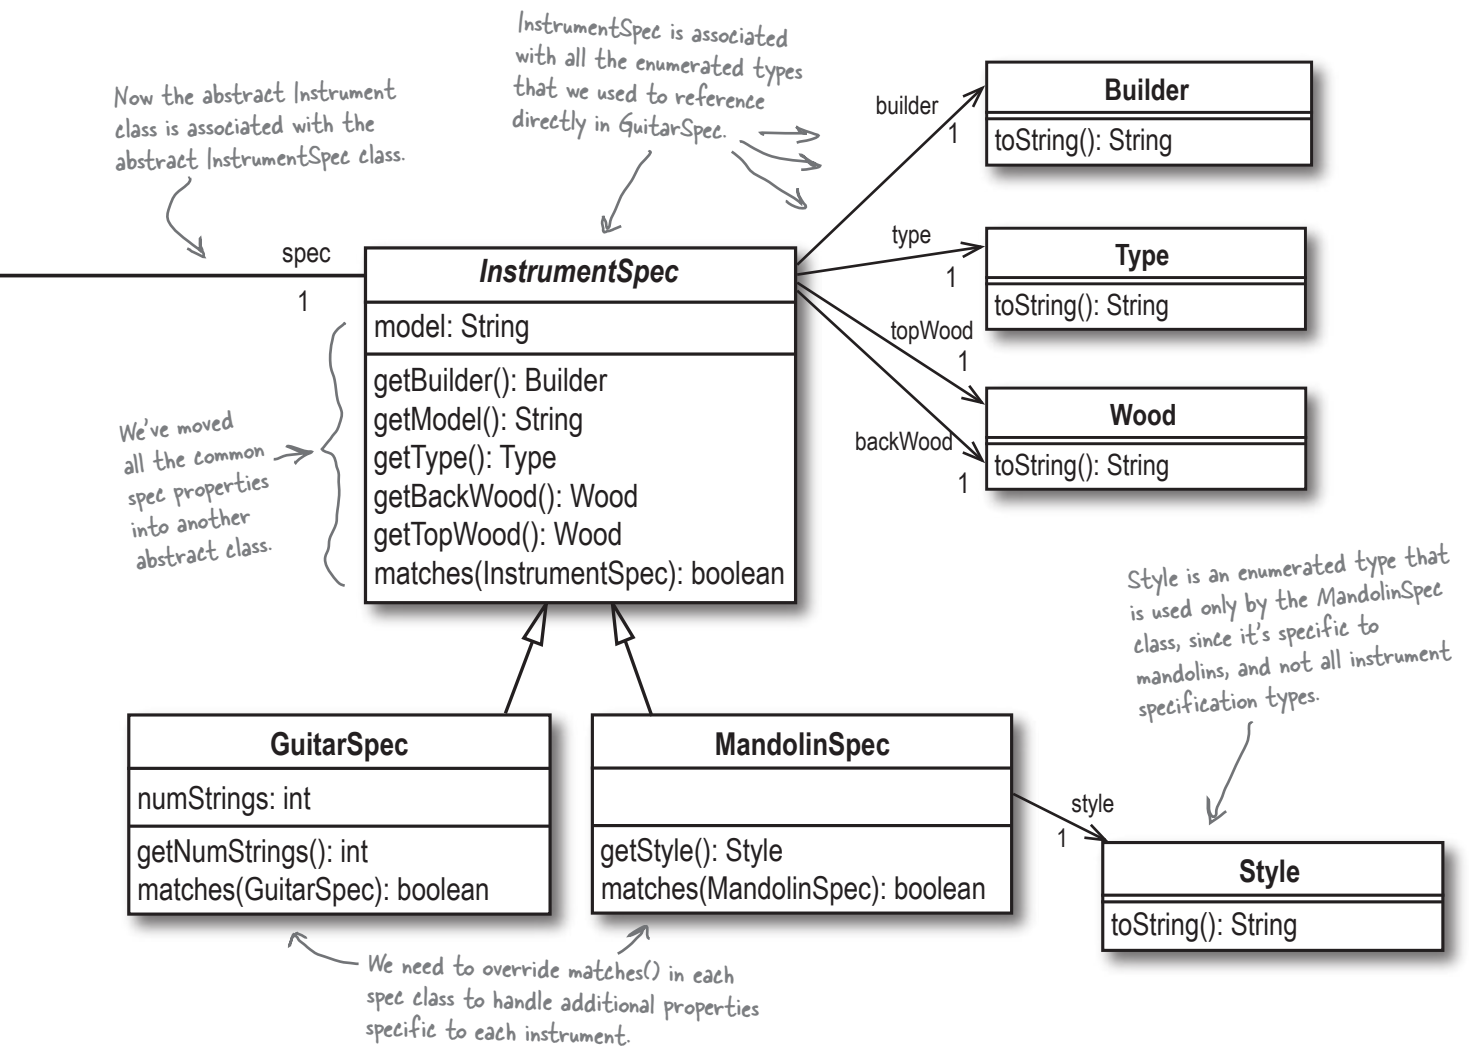 InstrumentSpec is associated
with all the enumerated types
that we used to reference
directly in GuitarSpec.
Now the abstract Instrument
class is associated with the
abstract InstrumentSpec class.
builder
1
Builder
toString(): String
type
1
Type
toString(): String
topWood
1
backWood
1
Wood
toString(): String
spec
1
InstrumentSpec
model: String
getBuilder(): Builder
getModel(): String
getType(): Type
getBackWood(): Wood
getTopWood(): Wood
matches(InstrumentSpec): boolean
We've moved
all the common
spec properties
into another
abstract class.
Style is an enumerated type that
is used only by the MandolinSpec
class, since it's specific to
mandolins, and not all instrument
specification types.
GuitarSpec
numStrings: int
getNumStrings(): int
matches(GuitarSpec): boolean
MandolinSpec
getStyle(): Style
matches(MandolinSpec): boolean
style
1
Style
toString(): String
We need to override matches() in each
spec class to handle additional properties
specific to each instrument.